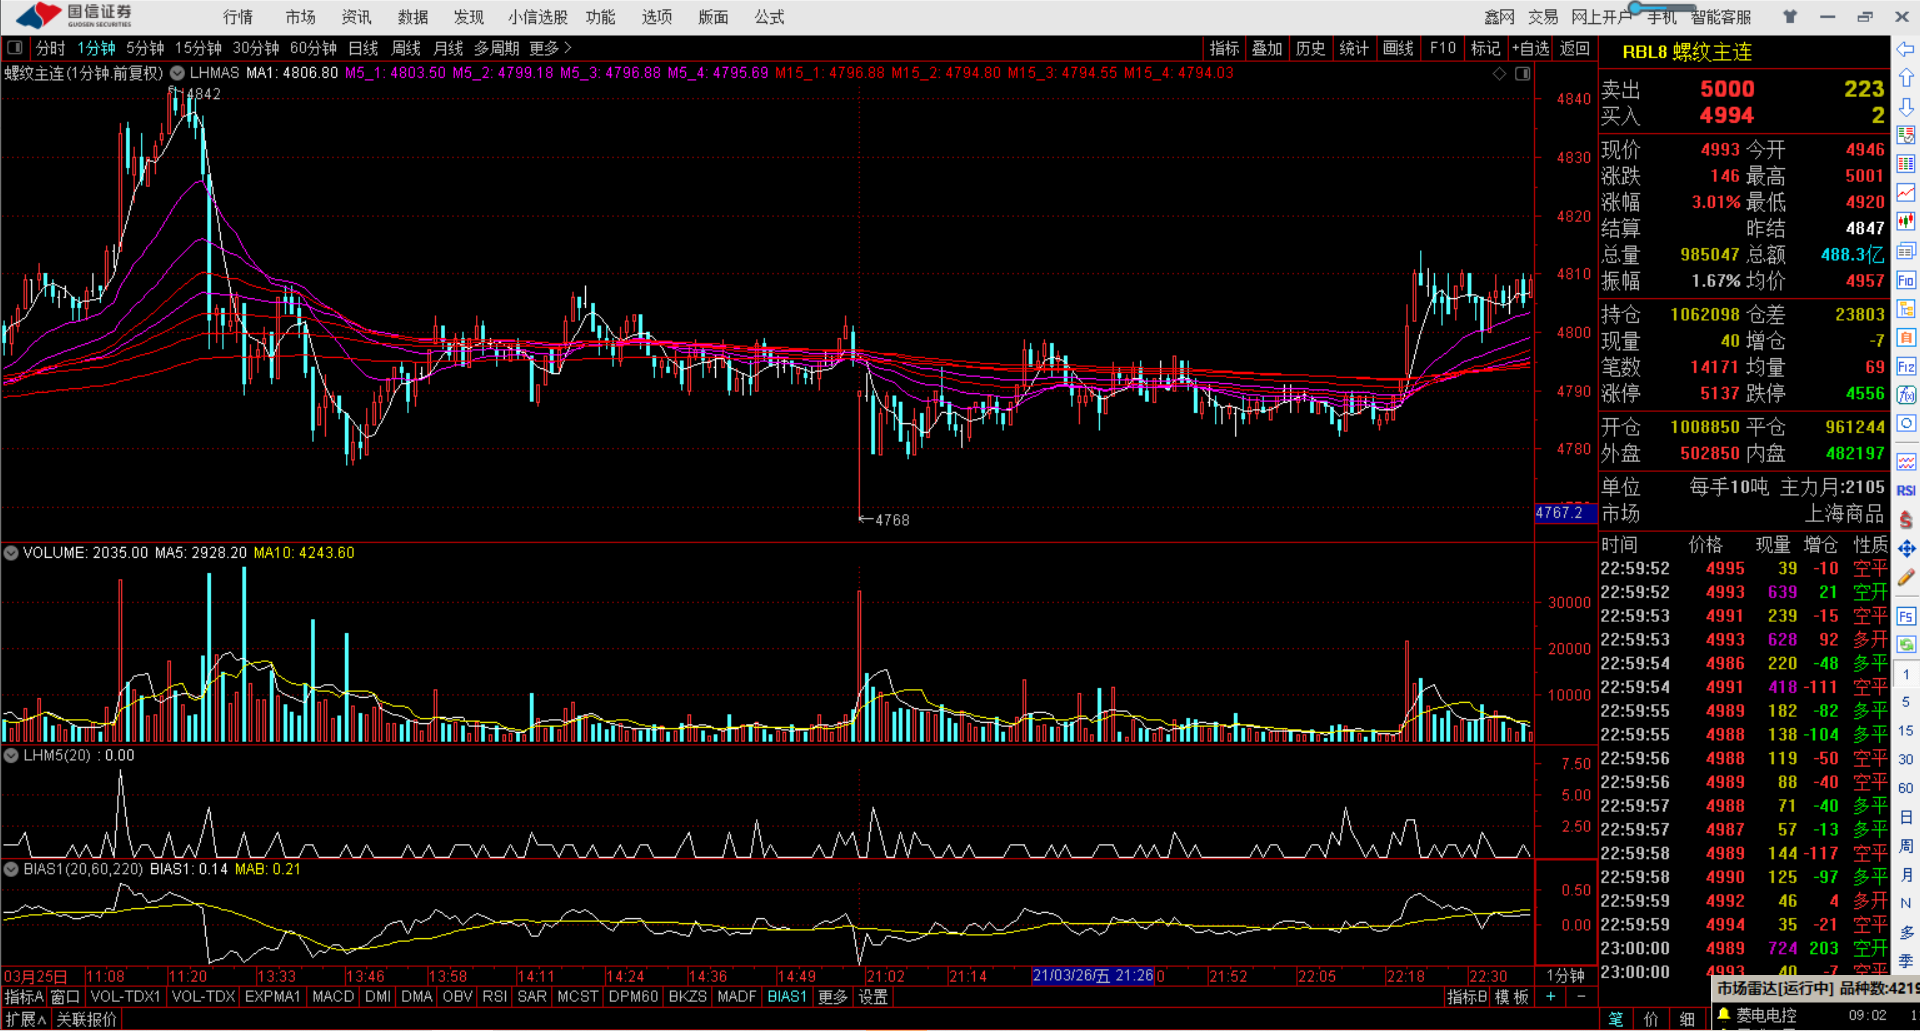 国信证券 行情 市场 资讯 数据 发现 小信选股 功能 选项 版面 公式 鑫网 交易 网上开户 手机 智能客服
GUOSEN SECURITIES
分时 1分钟 5分钟 15分钟 30分钟 60分钟 日线 周线 月线 多周期 更多 指标 叠加 历史 统计 画线 F10 标记 +自选 返回
RBL8 螺纹主连
螺纹主连(1分钟.前复权) LHMAS MA1: 4806.80 M5_1: 4803.50 M5_2: 4799.18 M5_3: 4796.88 M5_4: 4795.69 M15_1: 4796.88 M15_2: 4794.80 M15_3: 4794.55 M15_4: 4794.03
4842
4840
4830
4820
4810
4800
4790
4780
4767.2
4768
卖出 5000 223
买入 4994 2
现价 4993 今开 4946
涨跌 146 最高 5001
涨幅 3.01% 最低 4920
结算 昨结 4847
总量 985047 总额 488.3亿
振幅 1.67% 均价 4957
持仓 1062098 仓差 23803
现量 40 增仓 -7
笔数 14171 均量 69
涨停 5137 跌停 4556
开仓 1008850 平仓 961244
外盘 502850 内盘 482197
单位 每手10吨 主力月:2105
市场 上海商品
时间 价格 现量 增仓 性质
22:59:52 4995 39 -10 空平
22:59:52 4993 639 21 空开
22:59:53 4991 239 -15 空平
22:59:53 4993 628 92 多开
22:59:54 4986 220 -48 多平
22:59:54 4991 418 -111 空平
22:59:55 4989 182 -82 多平
22:59:55 4988 138 -104 多平
22:59:56 4988 119 -50 空平
22:59:56 4989 88 -40 空平
22:59:57 4988 71 -40 多平
22:59:57 4987 57 -13 多平
22:59:58 4989 144 -117 空平
22:59:58 4990 125 -97 多平
22:59:59 4992 46 4 多开
22:59:59 4994 35 -21 空平
23:00:00 4989 724 203 空开
23:00:00 4993 40 -7 空平
VOLUME: 2035.00 MA5: 2928.20 MA10: 4243.60
30000
20000
10000
LHM5(20) : 0.00
7.50
5.00
2.50
BIAS1(20,60,220) BIAS1: 0.14 MAB: 0.21
0.50
0.00
03月25日 11:08 11:20 13:33 13:46 13:58 14:11 14:24 14:36 14:49 21:02 21:14 21/03/26/五 21:26 0 21:52 22:05 22:18 22:30 1分钟
指标A 窗口 VOL-TDX1 VOL-TDX EXPMA1 MACD DMI DMA OBV RSI SAR MCST DPM60 BKZS MADF BIAS1 更多 设置 指标B 模板 + -
扩展∧ 关联报价 笔 价 细
市场雷达[运行中] 品种数:4219
菱电电控 09:02 1
F10
自
F12
f(x)
RSI
F5
1
5
15
30
60
日
周
月
N
多
季